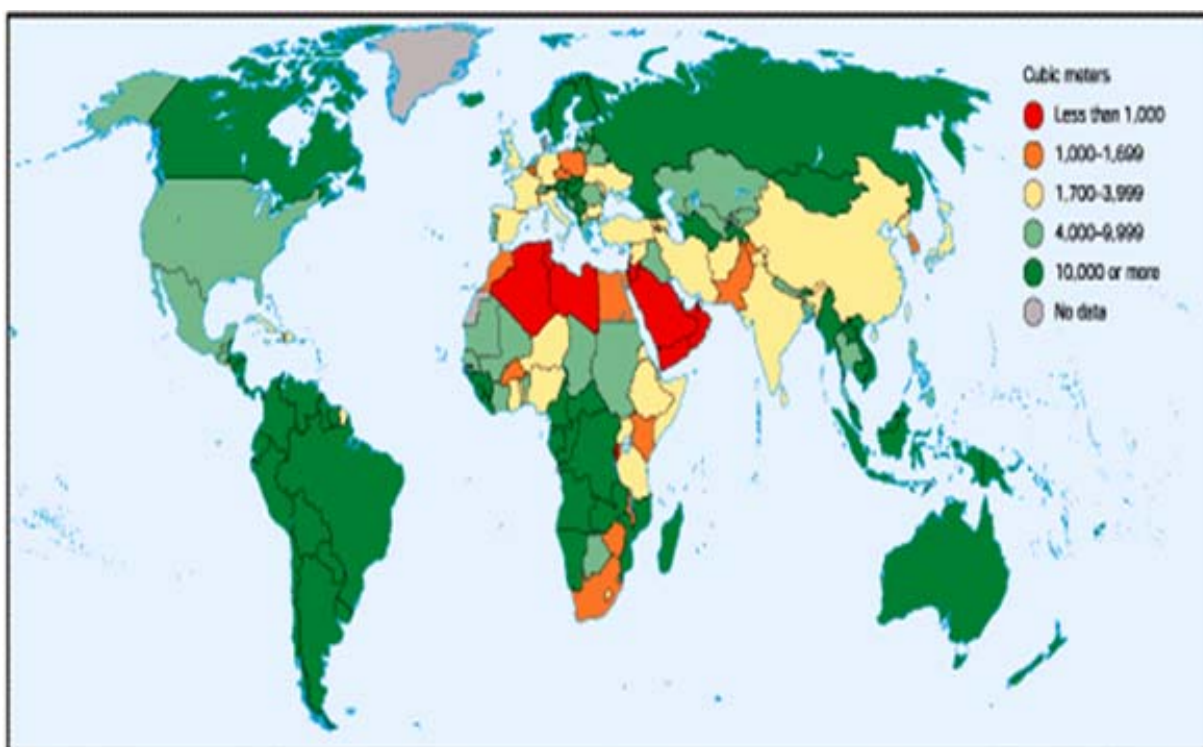 Cubic meters
Less than 1,000
1,000-1,699
1,700-3,999
4,000-9,999
10,000 or more
No data